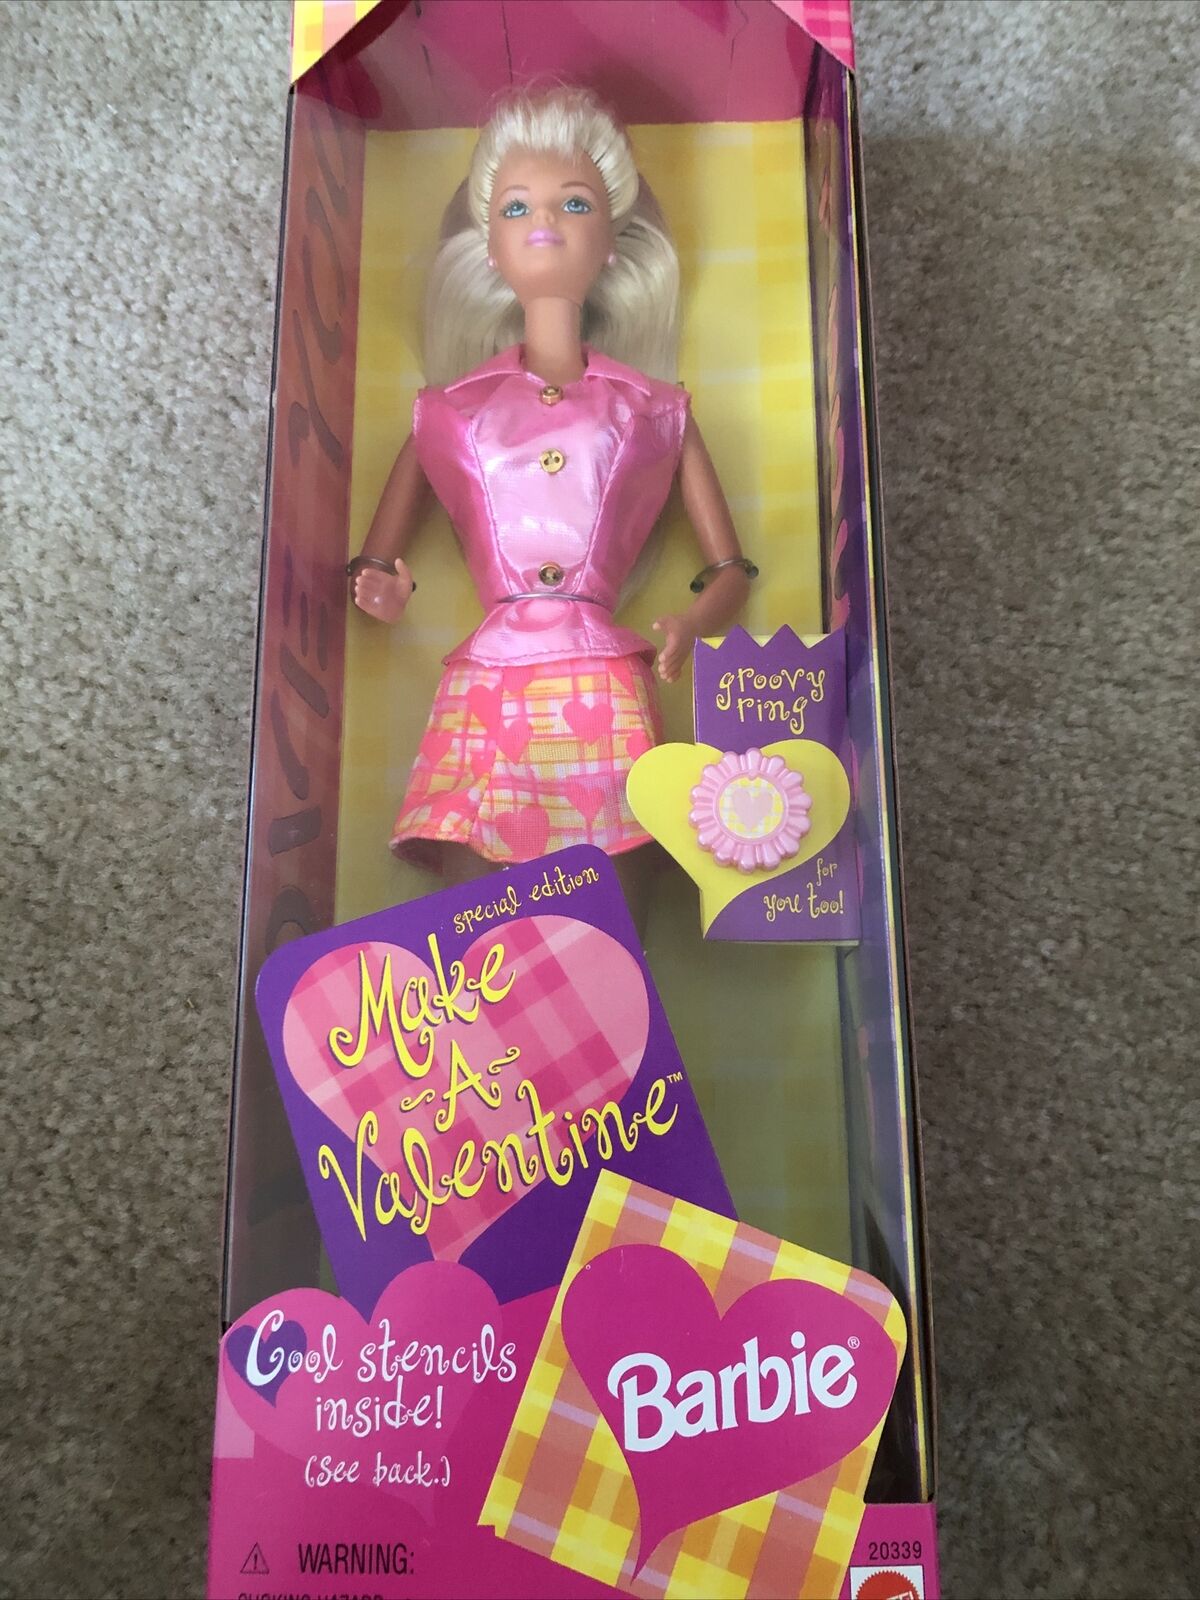 groovy
ring
for
you too!
special edition
Make
-A-
Valentine™
Cool stencils
inside!
(See back.)
Barbie®
⚠ WARNING:
20339